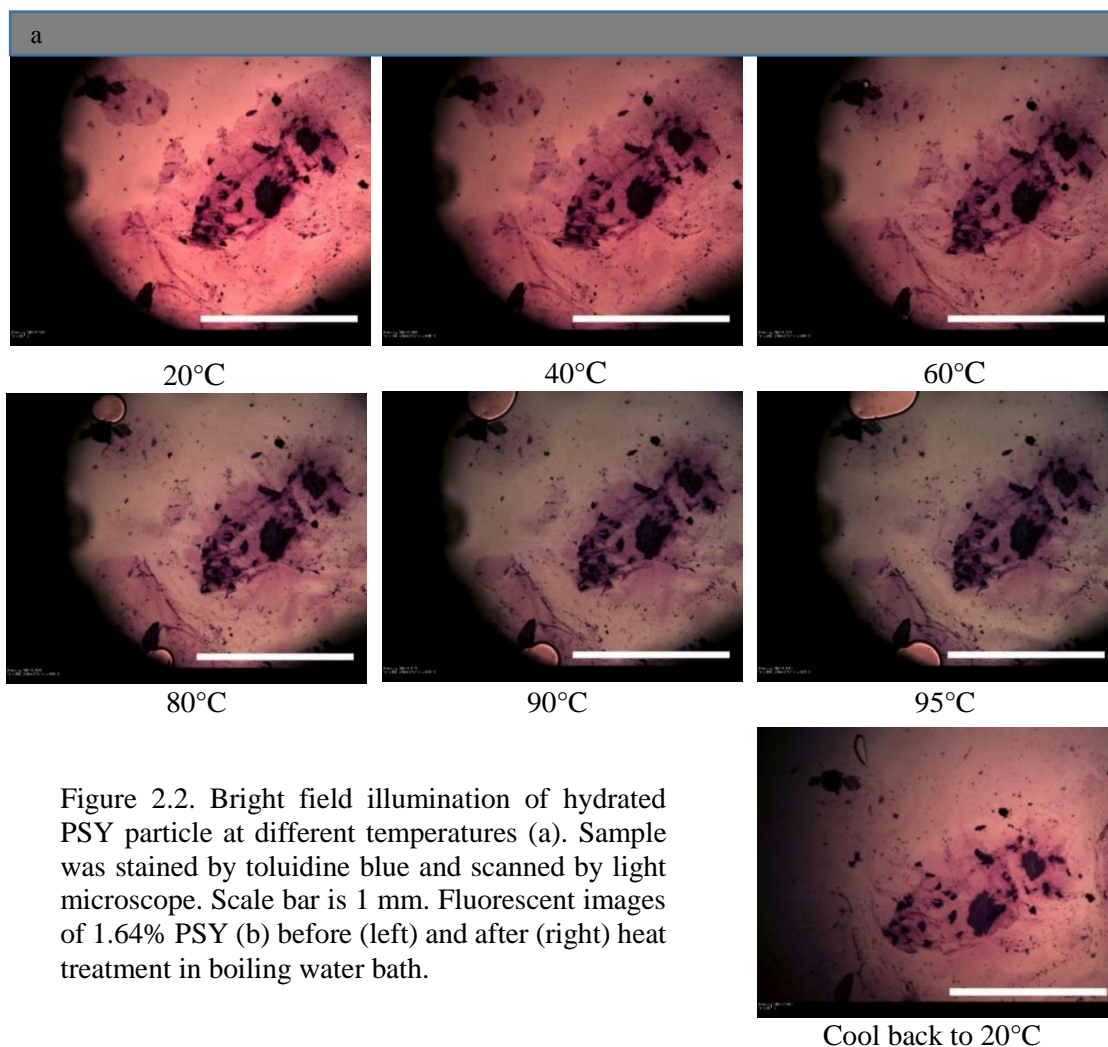 a
20°C
40°C
60°C
80°C
90°C
95°C
Figure 2.2. Bright field illumination of hydrated
PSY particle at different temperatures (a). Sample
was stained by toluidine blue and scanned by light
microscope. Scale bar is 1 mm. Fluorescent images
of 1.64% PSY (b) before (left) and after (right) heat
treatment in boiling water bath.
Cool back to 20°C